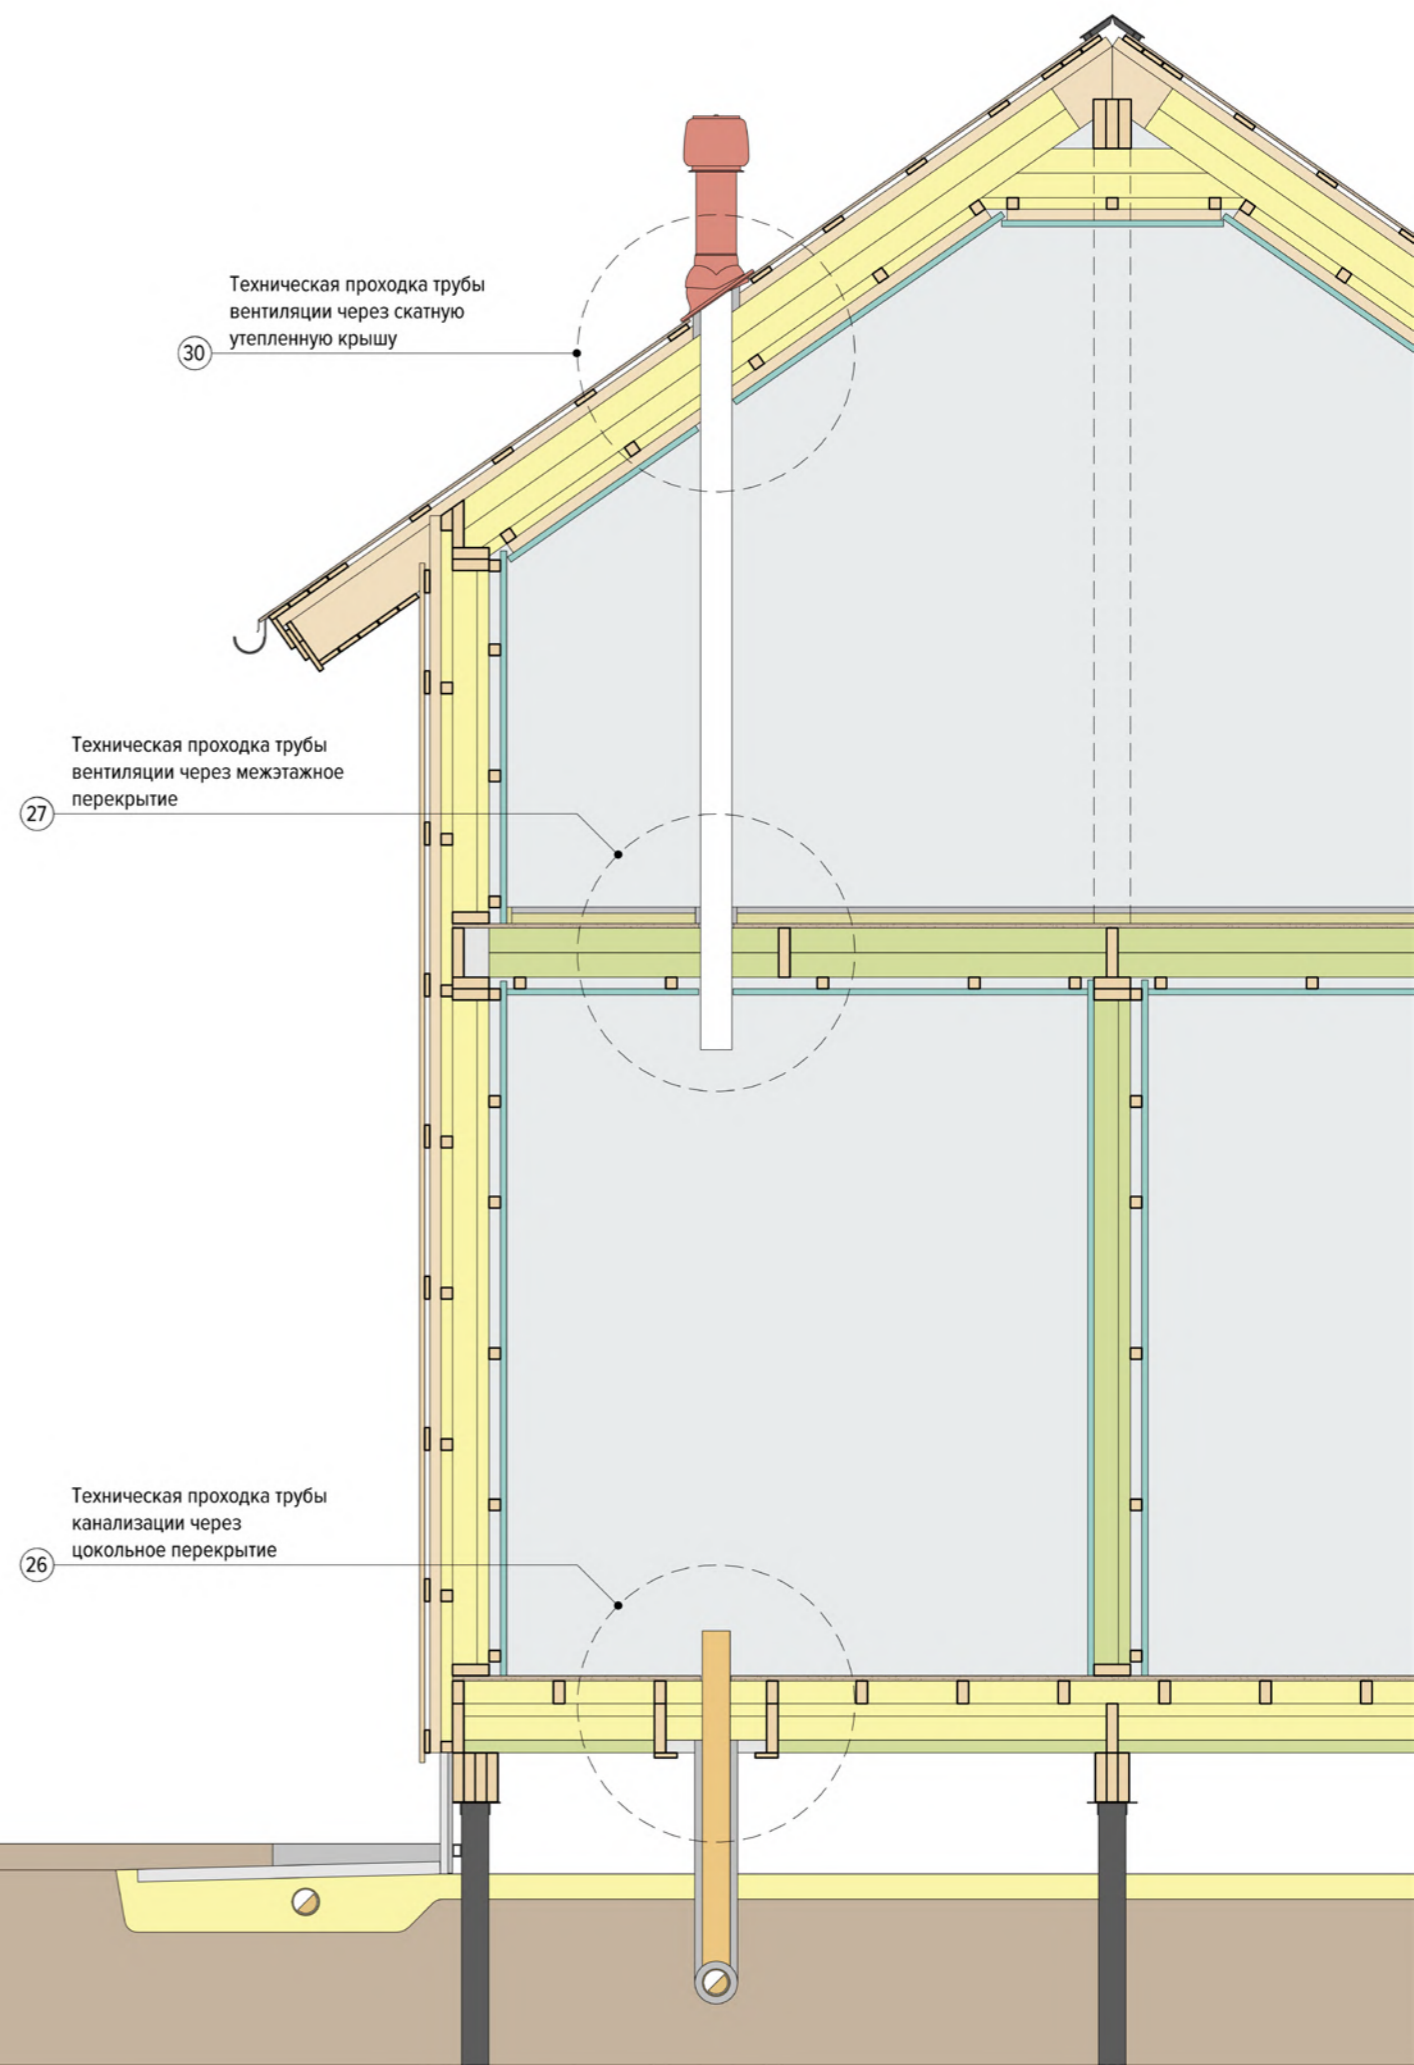 Техническая проходка трубы
вентиляции через скатную
утепленную крышу
30
Техническая проходка трубы
вентиляции через межэтажное
перекрытие
27
Техническая проходка трубы
канализации через
цокольное перекрытие
26